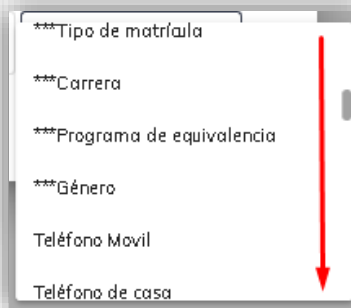 ***Tipo de matrícula
***Carrera
***Programa de equivalencia
***Género
Teléfono Movil
Teléfono de casa